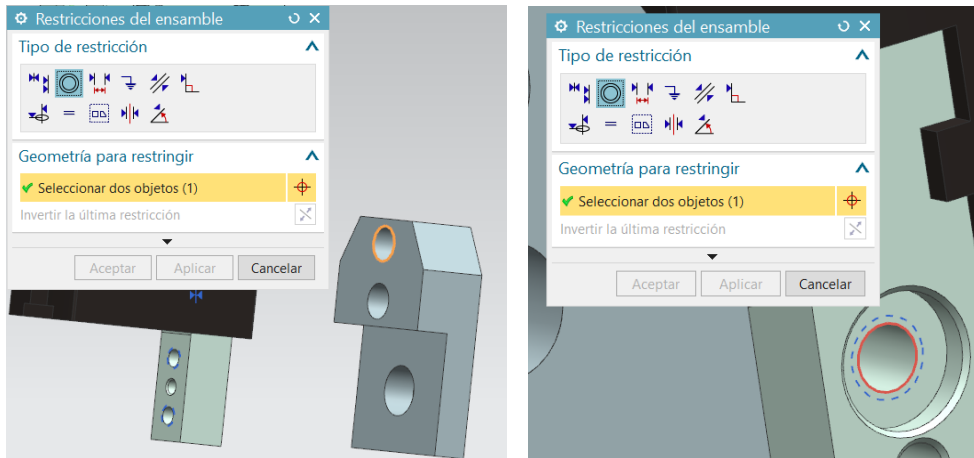 Restricciones del ensamble
Tipo de restricción
Geometría para restringir
Seleccionar dos objetos (1)
Invertir la última restricción
Aceptar
Aplicar
Cancelar
Restricciones del ensamble
Tipo de restricción
Geometría para restringir
Seleccionar dos objetos (1)
Invertir la última restricción
Aceptar
Aplicar
Cancelar